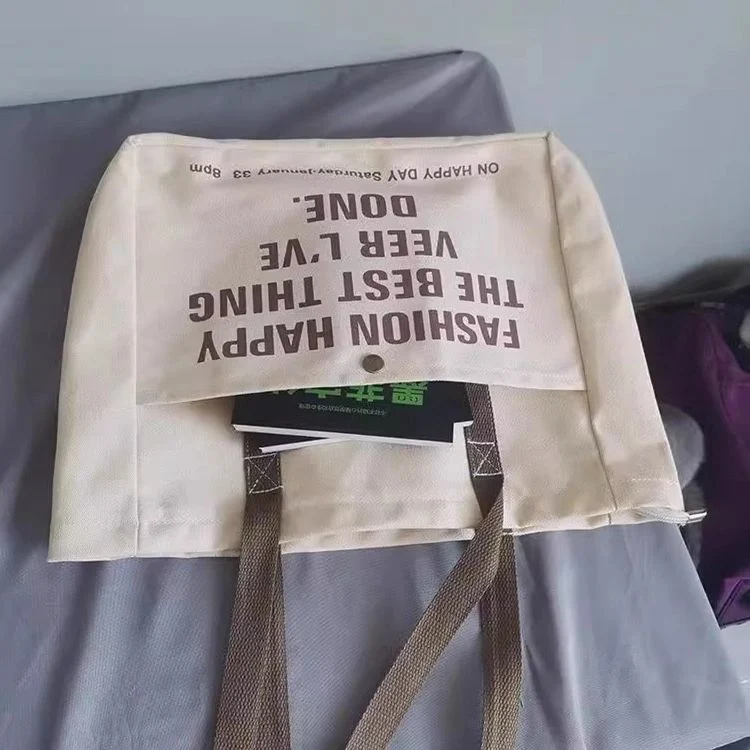 FASHION HAPPY
THE BEST THING
VEER L'VE
DONE.
ON HAPPY DAY Saturday-January 33 8pm